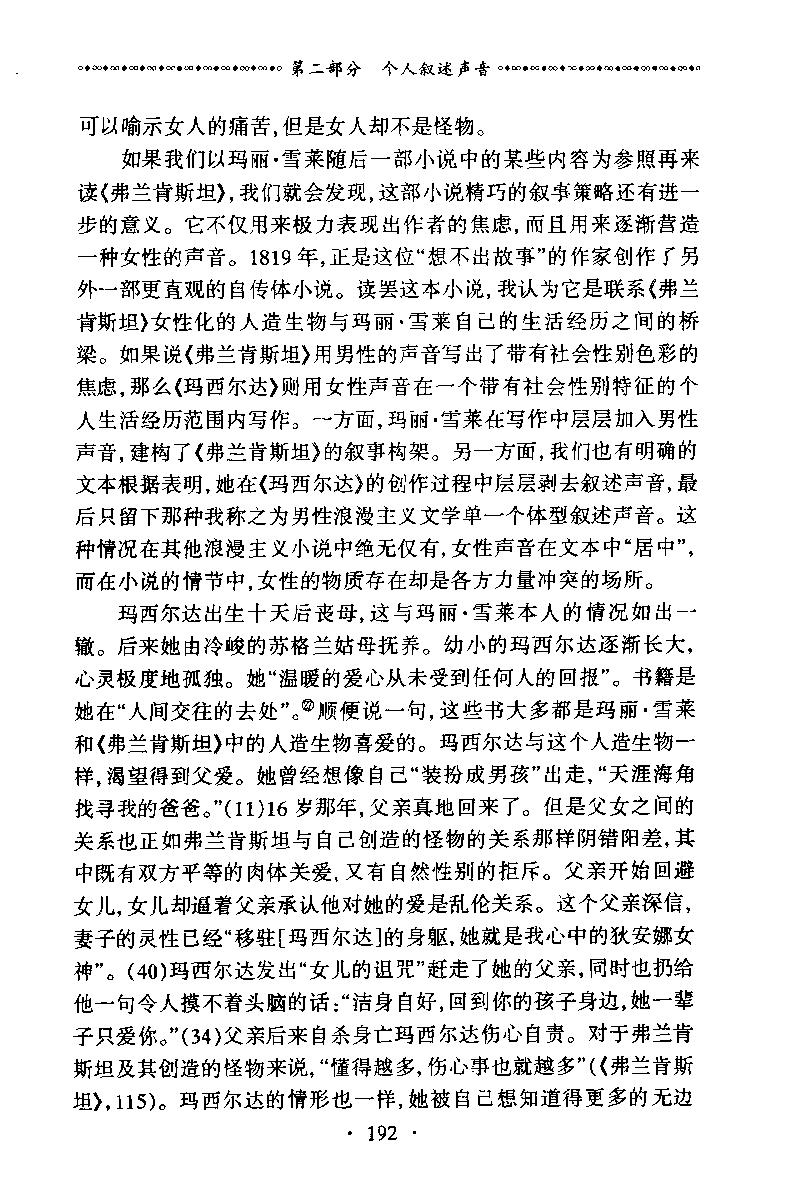 第二部分　个人叙述声音
可以喻示女人的痛苦,但是女人却不是怪物。
如果我们以玛丽·雪莱随后一部小说中的某些内容为参照再来
读《弗兰肯斯坦》,我们就会发现,这部小说精巧的叙事策略还有进一
步的意义。它不仅用来极力表现出作者的焦虑,而且用来逐渐营造
一种女性的声音。1819 年,正是这位“想不出故事”的作家创作了另
外一部更直观的自传体小说。读罢这本小说,我认为它是联系《弗兰
肯斯坦》女性化的人造生物与玛丽·雪莱自己的生活经历之间的桥
梁。如果说《弗兰肯斯坦》用男性的声音写出了带有社会性别色彩的
焦虑,那么《玛西尔达》则用女性声音在一个带有社会性别特征的个
人生活经历范围内写作。一方面,玛丽·雪莱在写作中层层加入男性
声音,建构了《弗兰肯斯坦》的叙事构架。另一方面,我们也有明确的
文本根据表明,她在《玛西尔达》的创作过程中层层剥去叙述声音,最
后只留下那种我称之为男性浪漫主义文学单一个体型叙述声音。这
种情况在其他浪漫主义小说中绝无仅有,女性声音在文本中“居中”,
而在小说的情节中,女性的物质存在却是各方力量冲突的场所。
玛西尔达出生十天后丧母,这与玛丽·雪莱本人的情况如出一
辙。后来她由冷峻的苏格兰姑母抚养。幼小的玛西尔达逐渐长大,
心灵极度地孤独。她“温暖的爱心从未受到任何人的回报”。书籍是
她在“人间交往的去处”。㉗顺便说一句,这些书大多都是玛丽·雪莱
和《弗兰肯斯坦》中的人造生物喜爱的。玛西尔达与这个人造生物一
样,渴望得到父爱。她曾经想像自己“装扮成男孩”出走,“天涯海角
找寻我的爸爸。”(11)16 岁那年,父亲真地回来了。但是父女之间的
关系也正如弗兰肯斯坦与自己创造的怪物的关系那样阴错阳差,其
中既有双方平等的肉体关爱,又有自然性别的拒斥。父亲开始回避
女儿,女儿却逼着父亲承认他对她的爱是乱伦关系。这个父亲深信,
妻子的灵性已经“移驻[玛西尔达]的身躯,她就是我心中的狄安娜女
神”。(40)玛西尔达发出“女儿的诅咒”赶走了她的父亲,同时也扔给
他一句令人摸不着头脑的话:“洁身自好,回到你的孩子身边,她一辈
子只爱你。”(34)父亲后来自杀身亡玛西尔达伤心自责。对于弗兰肯
斯坦及其创造的怪物来说,“懂得越多,伤心事也就越多”(《弗兰肯斯
坦》,115)。玛西尔达的情形也一样,她被自己想知道得更多的无边
· 192 ·